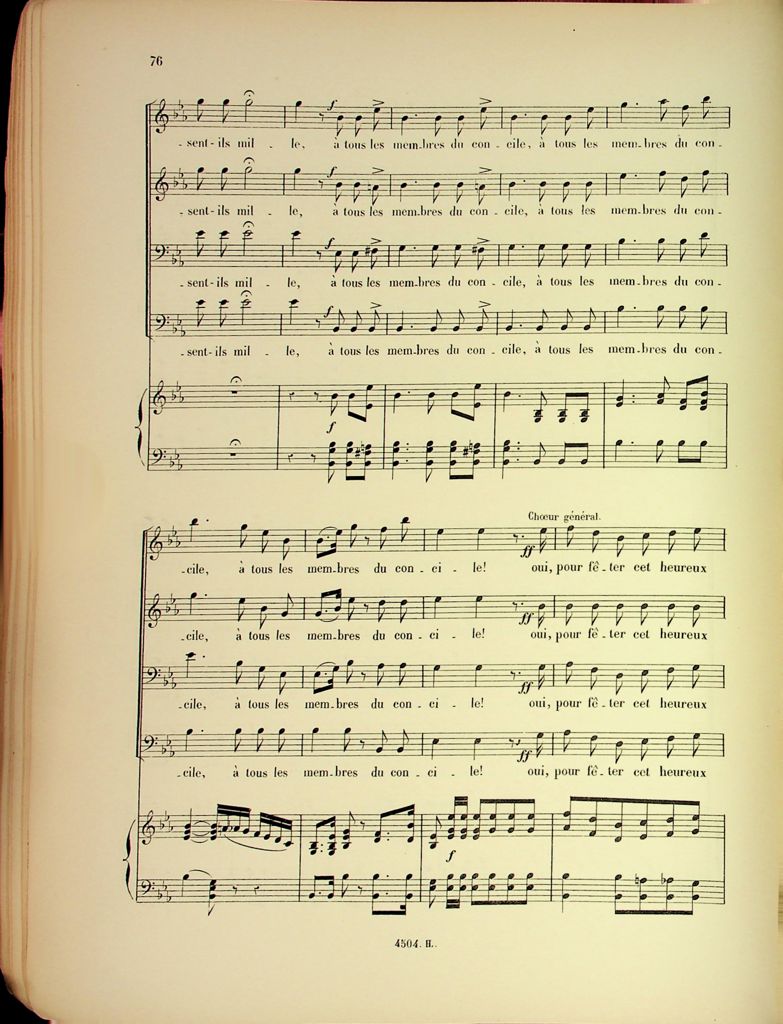 76
f
- sent - ils mil - le, à tous les mem - bres du con - cile, à tous les mem - bres du con -
f
- sent - ils mil - le, à tous les mem - bres du con - cile, à tous les mem - bres du con -
f
- sent - ils mil - le, à tous les mem - bres du con - cile, à tous les mem - bres du con -
f
- sent - ils mil - le, à tous les mem - bres du con - cile, à tous les mem - bres du con -
f
Chœur général.
ff
- cile, à tous les mem - bres du con - ci - le! oui, pour fê - ter cet heureux
ff
- cile, à tous les mem - bres du con - ci - le! oui, pour fê - ter cet heureux
ff
- cile, à tous les mem - bres du con - ci - le! oui, pour fê - ter cet heureux
ff
- cile, à tous les mem - bres du con - ci - le! oui, pour fê - ter cet heureux
f
4504. H.